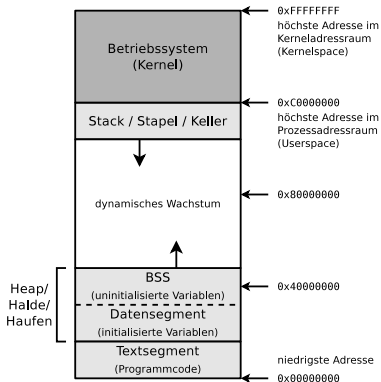 0xFFFFFFFF
höchste Adresse im
Kerneladressraum
(Kernelspace)
Betriebssystem
(Kernel)
0xC0000000
höchste Adresse im
Prozessadressraum
(Userspace)
Stack / Stapel / Keller
0x80000000
dynamisches Wachstum
Heap/
Halde/
Haufen
BSS
(uninitialisierte Variablen)
0x40000000
Datensegment
(initialisierte Variablen)
Textsegment
(Programmcode)
niedrigste Adresse
0x00000000